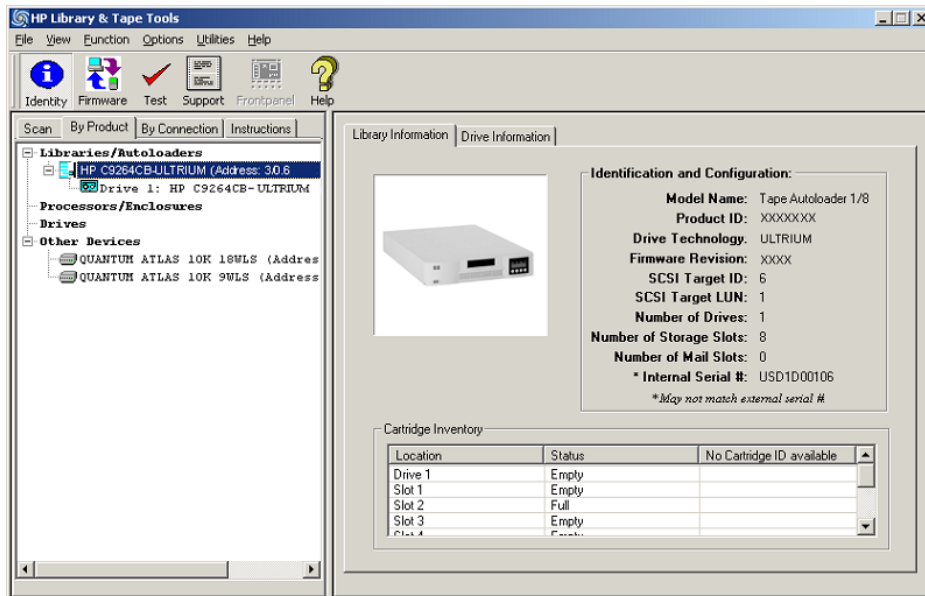 HP Library & Tape Tools
File View Function Options Utilities Help
Identity Firmware Test Support Frontpanel Help
Scan By Product By Connection Instructions
Libraries/Autoloaders
HP C9264CB-ULTRIUM (Address: 3.0.6
Drive 1: HP C9264CB-ULTRIUM
Processors/Enclosures
Drives
Other Devices
QUANTUM ATLAS 10K 18WLS (Addres
QUANTUM ATLAS 10K 9WLS (Address
Library Information Drive Information
Identification and Configuration:
Model Name: Tape Autoloader 1/8
Product ID: XXXXXXX
Drive Technology. ULTRIUM
Firmware Revision: XXXX
SCSI Target ID: 6
SCSI Target LUN: 1
Number of Drives: 1
Number of Storage Slots: 8
Number of Mail Slots: 0
* Internal Serial #: USD1D00106
*May not match external serial #
Cartridge Inventory
Location Status No Cartridge ID available
Drive 1 Empty
Slot 1 Empty
Slot 2 Full
Slot 3 Empty
Slot 4 Empty